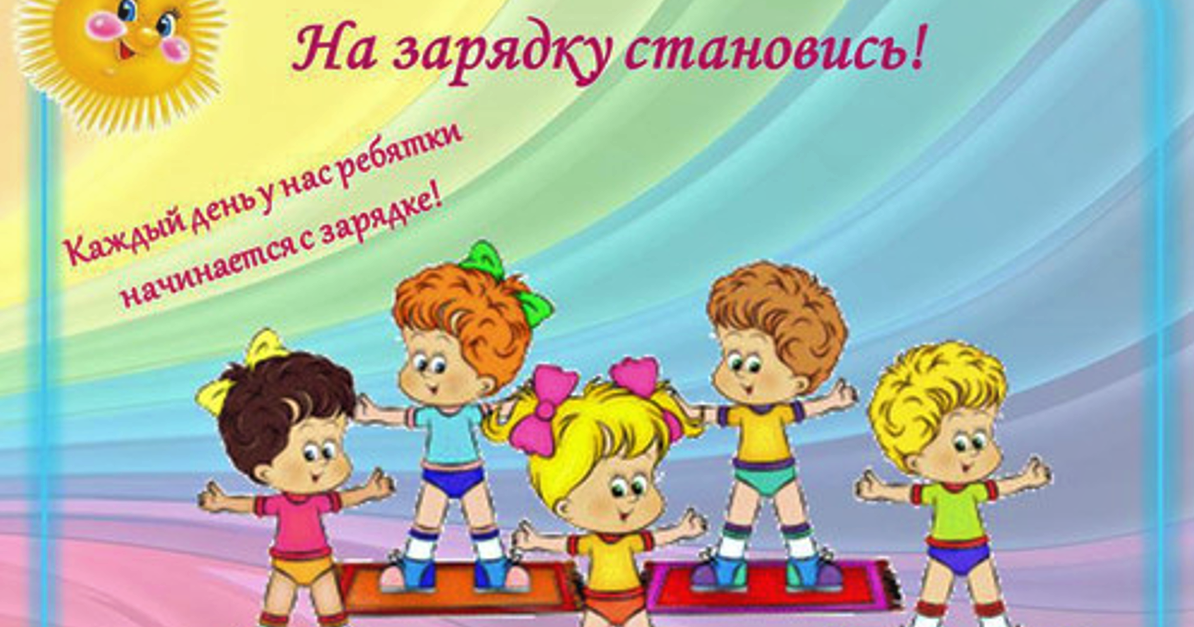 На зарядку становись!
Каждый день у нас ребятки
начинается с зарядке!